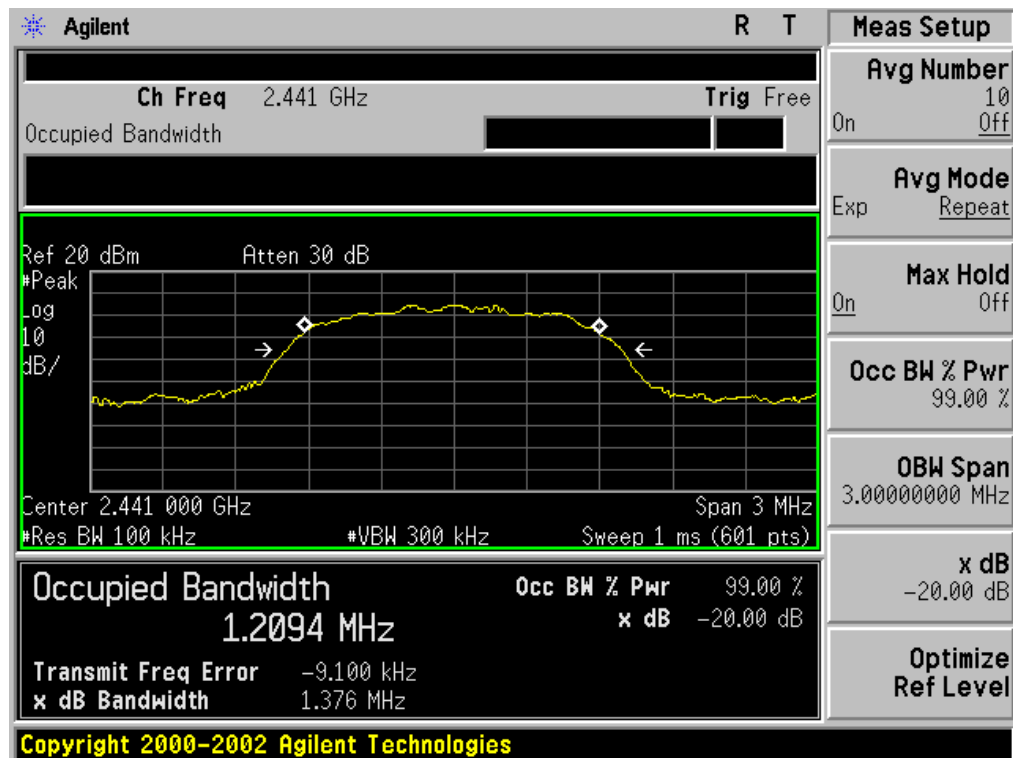 Agilent R T Meas Setup
Ch Freq 2.441 GHz Trig Free
Occupied Bandwidth
Ref 20 dBm Atten 30 dB
#Peak
Log
10
dB/
Center 2.441 000 GHz Span 3 MHz
#Res BW 100 kHz #VBW 300 kHz Sweep 1 ms (601 pts)
Occupied Bandwidth Occ BW % Pwr 99.00 %
1.2094 MHz x dB -20.00 dB
Transmit Freq Error -9.100 kHz
x dB Bandwidth 1.376 MHz
Avg Number
10
On Off
Avg Mode
Exp Repeat
Max Hold
On Off
Occ BW % Pwr
99.00 %
OBW Span
3.00000000 MHz
x dB
-20.00 dB
Optimize
Ref Level
Copyright 2000-2002 Agilent Technologies